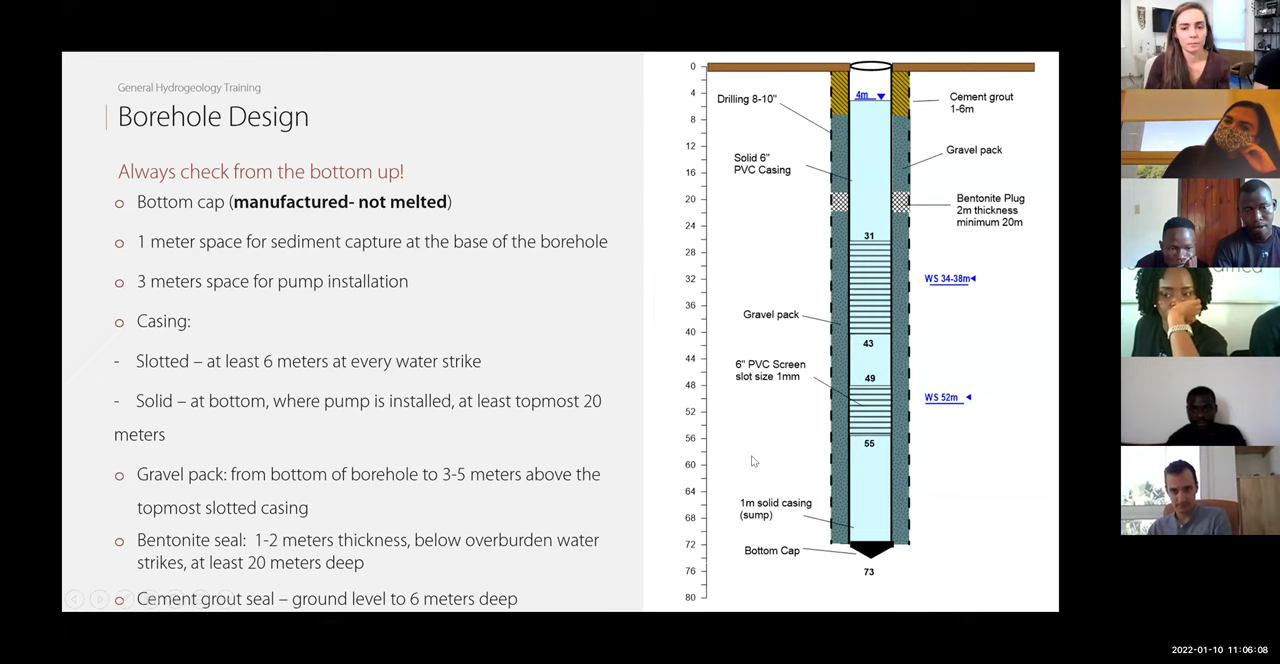 General Hydrogeology Training
Borehole Design
Always check from the bottom up!
o Bottom cap (manufactured- not melted)
o 1 meter space for sediment capture at the base of the borehole
o 3 meters space for pump installation
o Casing:
- Slotted – at least 6 meters at every water strike
- Solid – at bottom, where pump is installed, at least topmost 20
meters
o Gravel pack: from bottom of borehole to 3-5 meters above the
topmost slotted casing
o Bentonite seal: 1-2 meters thickness, below overburden water
strikes, at least 20 meters deep
o Cement grout seal – ground level to 6 meters deep
0
4
8
12
16
20
24
28
32
36
40
44
48
52
56
60
64
68
72
76
80
Drilling 8-10"
4m
Cement grout
1-6m
Solid 6"
PVC Casing
Gravel pack
Bentonite Plug
2m thickness
minimum 20m
31
WS 34-38m
Gravel pack
43
6" PVC Screen
slot size 1mm
49
WS 52m
55
1m solid casing
(sump)
Bottom Cap
73
2022-01-10 11:06:08